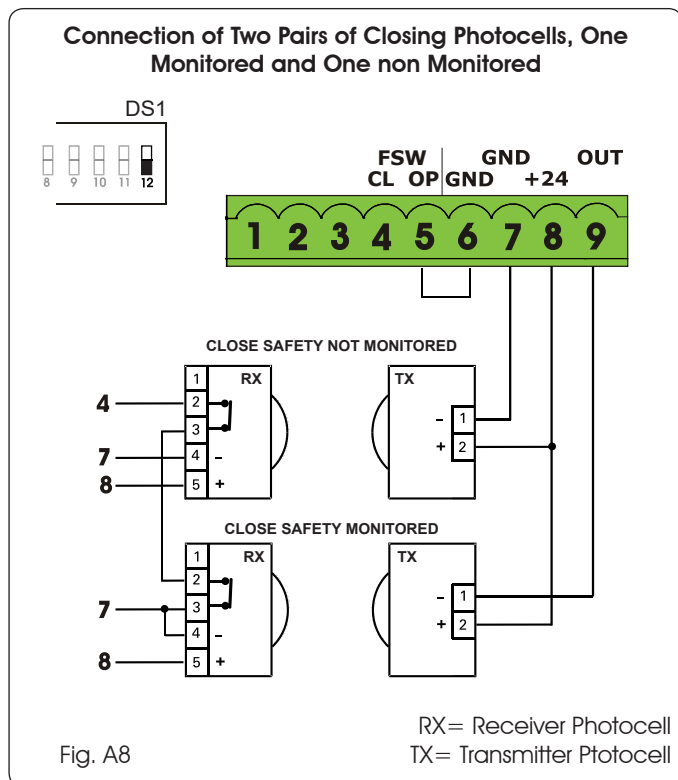 Connection of Two Pairs of Closing Photocells, One
Monitored and One non Monitored
DS1
8 9 10 11 12
FSW GND OUT
CL OP GND +24
1 2 3 4 5 6 7 8 9
CLOSE SAFETY NOT MONITORED
1 RX TX
4 2
3 - 1
7 4 - + 2
8 5 +
CLOSE SAFETY MONITORED
1 RX TX
2
7 3 - 1
4 - + 2
8 5 +
RX= Receiver Photocell
Fig. A8 TX= Transmitter Ptotocell